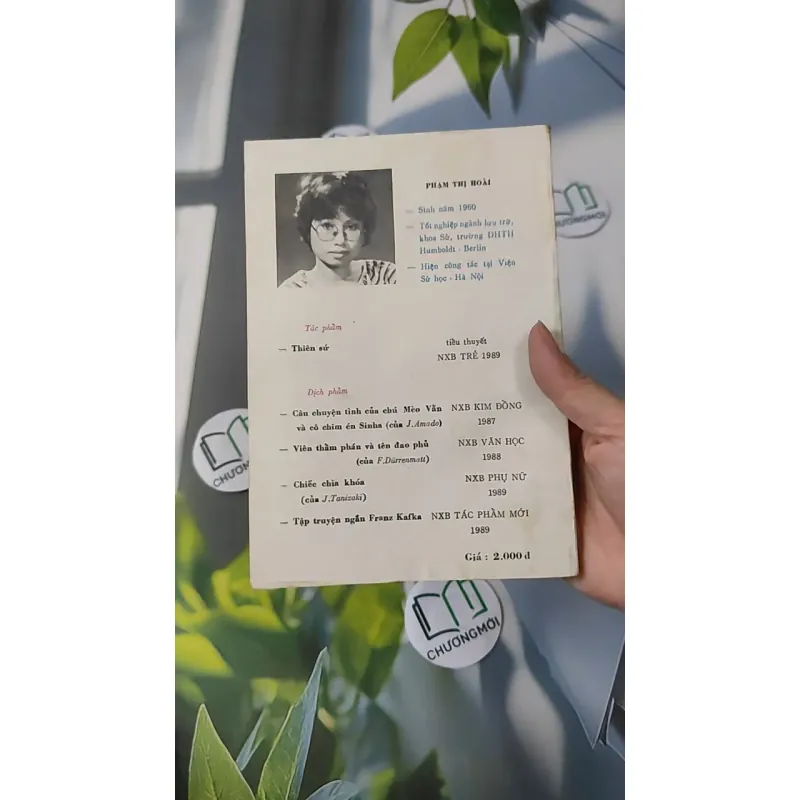 PHẠM THỊ HOÀI
— Sinh năm 1960
— Tốt nghiệp ngành lưu trữ,
khoa Sử, trường ĐHTH
Humboldt - Berlin
— Hiện công tác tại Viện
Sử học - Hà Nội
Tác phẩm
— Thiên sứ tiểu thuyết
NXB TRẺ 1989
Dịch phẩm
— Câu chuyện tình của chú Mèo Vằn NXB KIM ĐỒNG
và cô chim én Sinha (của J.Amado) 1987
— Viên thẩm phán và tên đao phủ NXB VĂN HỌC
(của F.Dürrenmatt) 1988
— Chiếc chìa khóa NXB PHỤ NỮ
(của J.Tanizaki) 1989
— Tập truyện ngắn Franz Kafka NXB TÁC PHẨM MỚI
1989
Giá : 2.000đ
CHƯƠNGMỚI
CHƯƠNGMỚI
CHƯƠNGMỚI